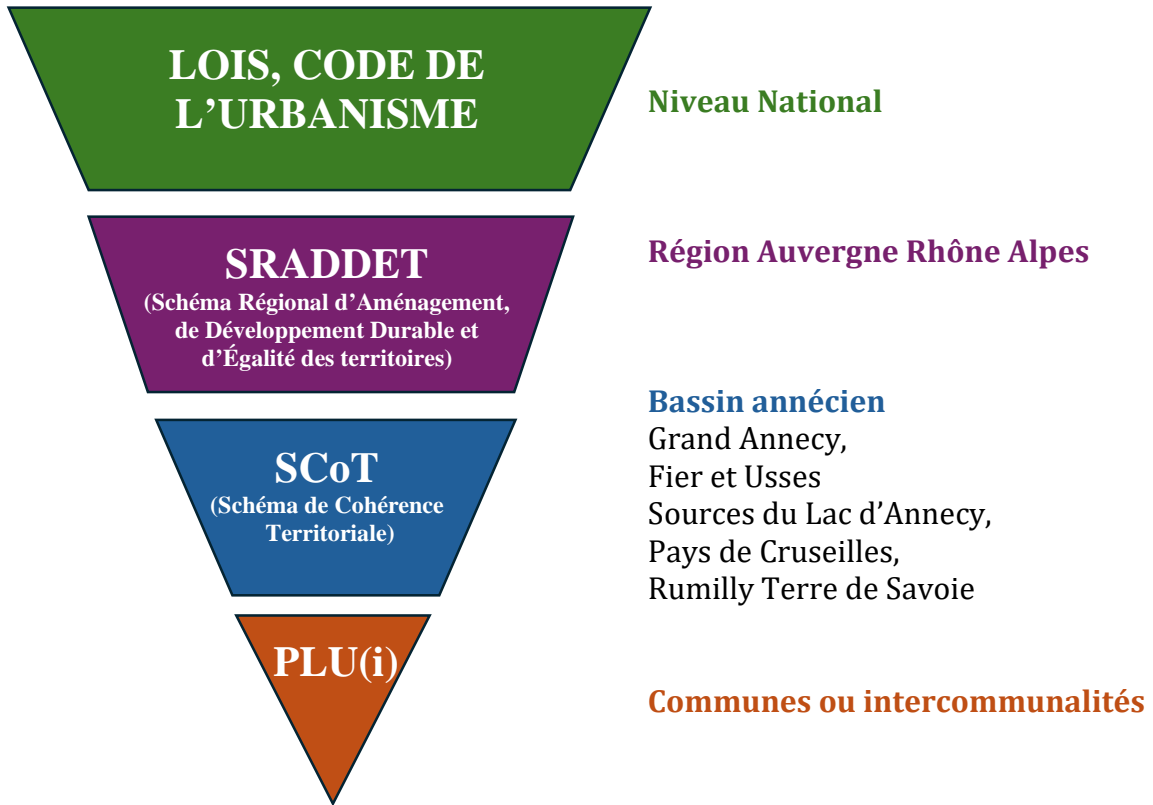 LOIS, CODE DE
L’URBANISME
Niveau National
SRADDET
(Schéma Régional d’Aménagement,
de Développement Durable et
d’Égalité des territoires)
Région Auvergne Rhône Alpes
SCoT
(Schéma de Cohérence
Territoriale)
Bassin annécien
Grand Annecy,
Fier et Usses
Sources du Lac d’Annecy,
Pays de Cruseilles,
Rumilly Terre de Savoie
PLU(i)
Communes ou intercommunalités